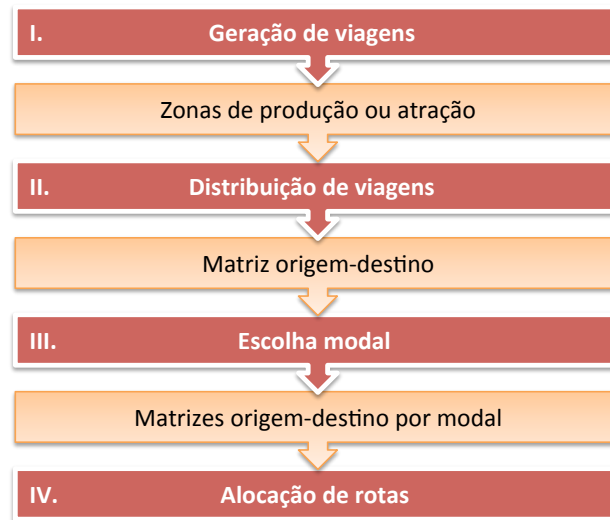 I. Geração de viagens
Zonas de produção ou atração
II. Distribuição de viagens
Matriz origem-destino
III. Escolha modal
Matrizes origem-destino por modal
IV. Alocação de rotas